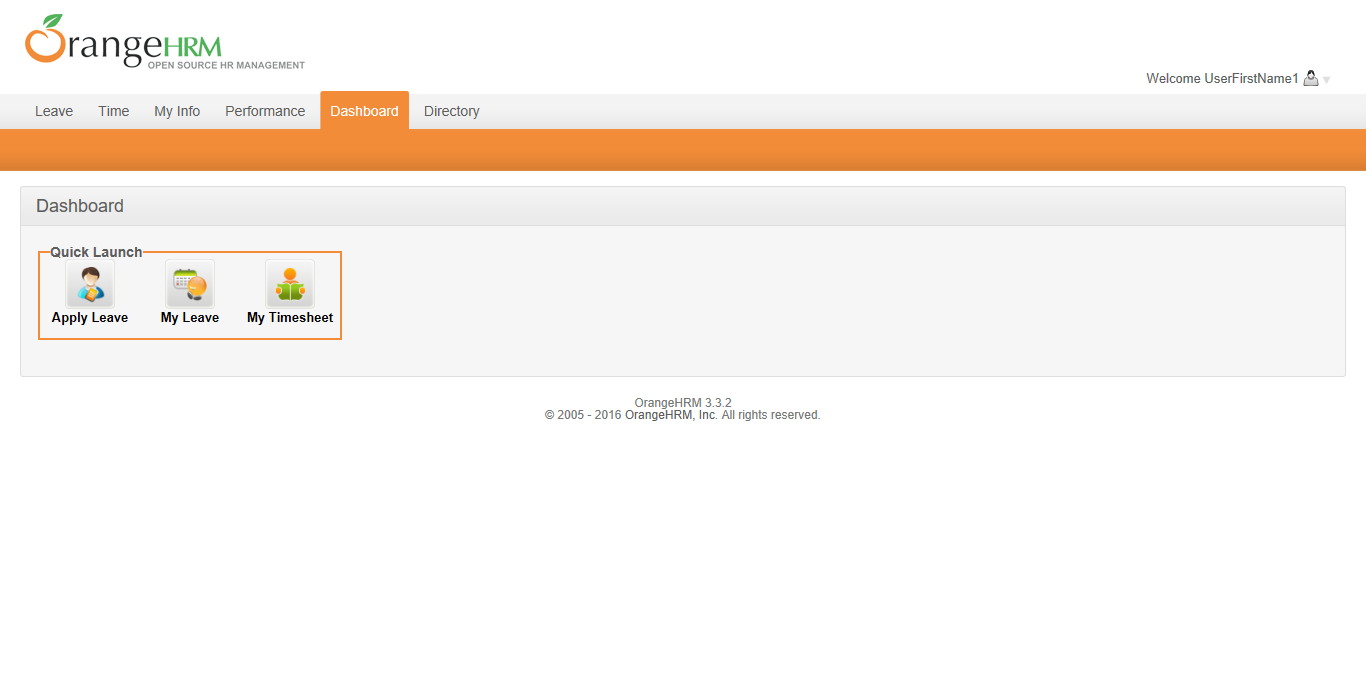 OrangeHRM
OPEN SOURCE HR MANAGEMENT
Welcome UserFirstName1
Leave Time My Info Performance Dashboard Directory
Dashboard
Quick Launch
Apply Leave My Leave My Timesheet
OrangeHRM 3.3.2
© 2005 - 2016 OrangeHRM, Inc. All rights reserved.